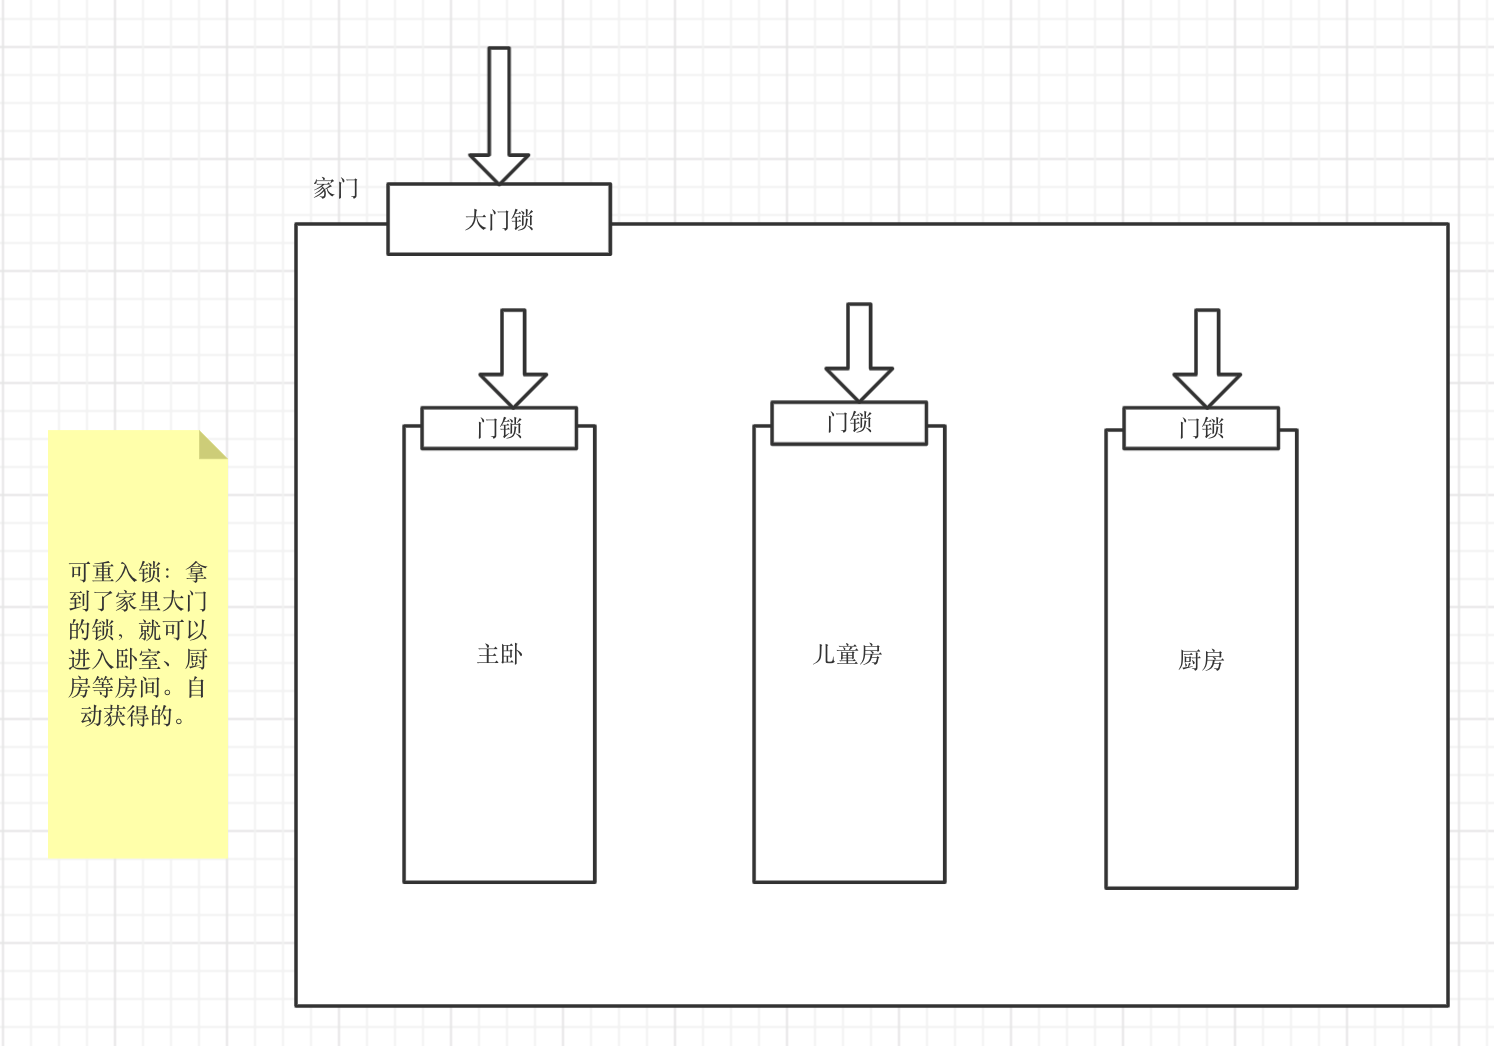 家门
大门锁
门锁
门锁
门锁
可重入锁：拿
到了家里大门
的锁，就可以
进入卧室、厨
房等房间。自
动获得的。
主卧
儿童房
厨房